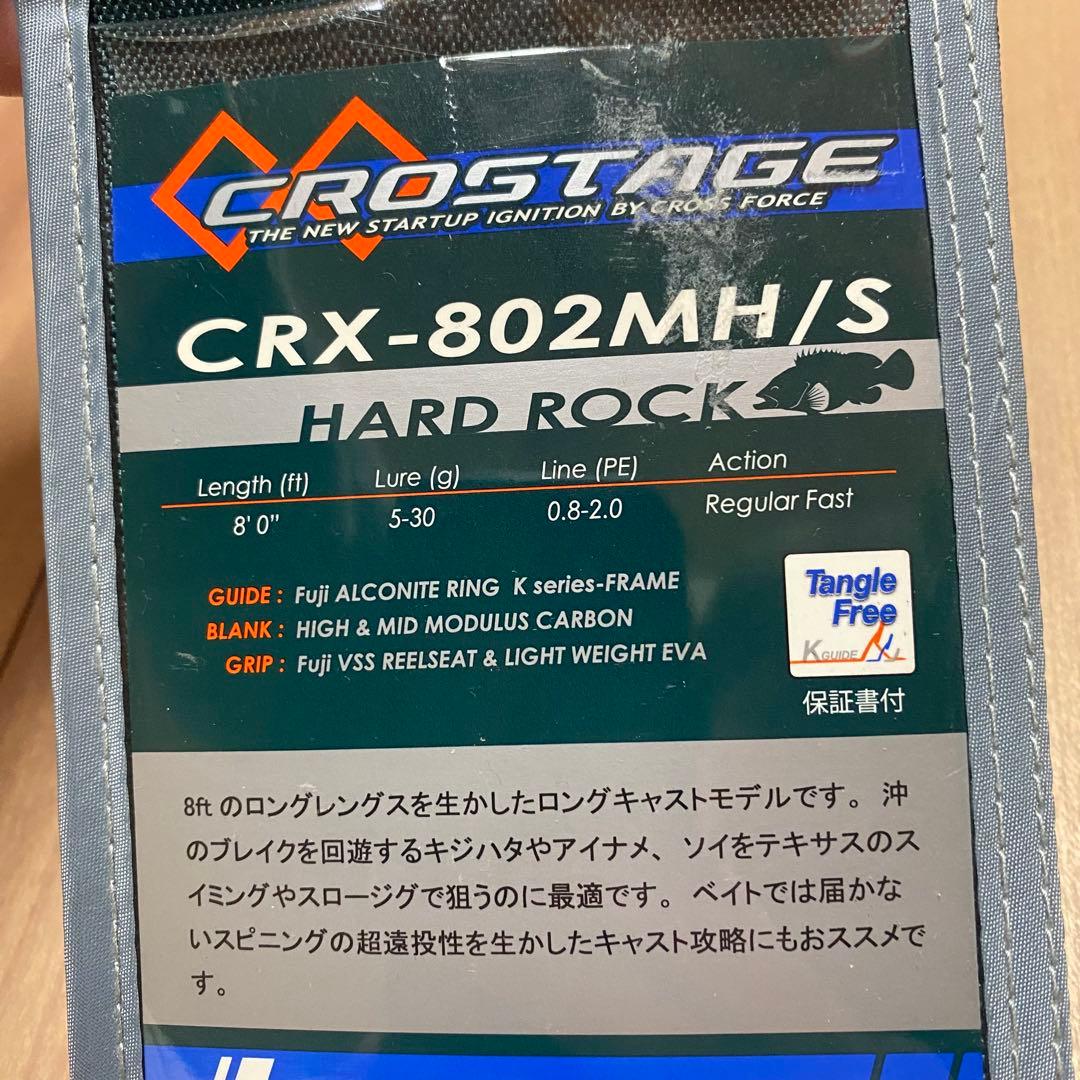 CROSTAGE
THE NEW STARTUP IGNITION BY CROSS FORCE
CRX-802MH/S
HARD ROCK
Length (ft) Lure (g) Line (PE) Action
8' 0" 5-30 0.8-2.0 Regular Fast
GUIDE : Fuji ALCONITE RING K series-FRAME
BLANK : HIGH & MID MODULUS CARBON
GRIP : Fuji VSS REELSEAT & LIGHT WEIGHT EVA
Tangle
Free
K GUIDE
保証書付
8ft のロングレングスを生かしたロングキャストモデルです。沖
のブレイクを回遊するキジハタやアイナメ、ソイをテキサスのス
イミングやスロージグで狙うのに最適です。ベイトでは届かな
いスピニングの超遠投性を生かしたキャスト攻略にもおススメで
す。